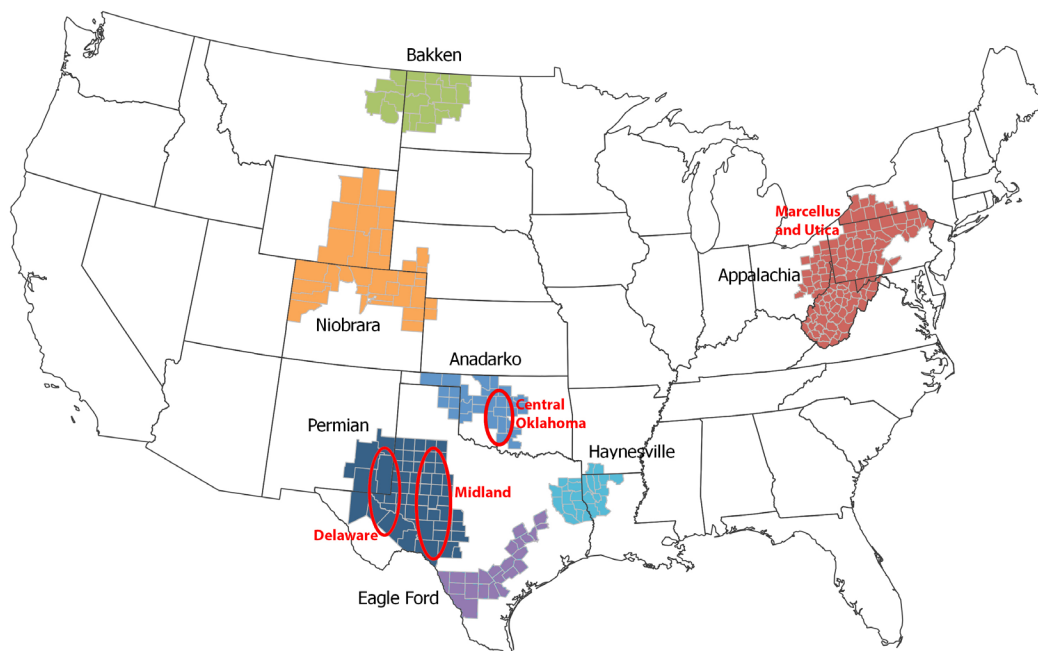 Bakken
Marcellus
and Utica
Appalachia
Niobrara
Anadarko
Central
Oklahoma
Permian
Haynesville
Midland
Delaware
Eagle Ford